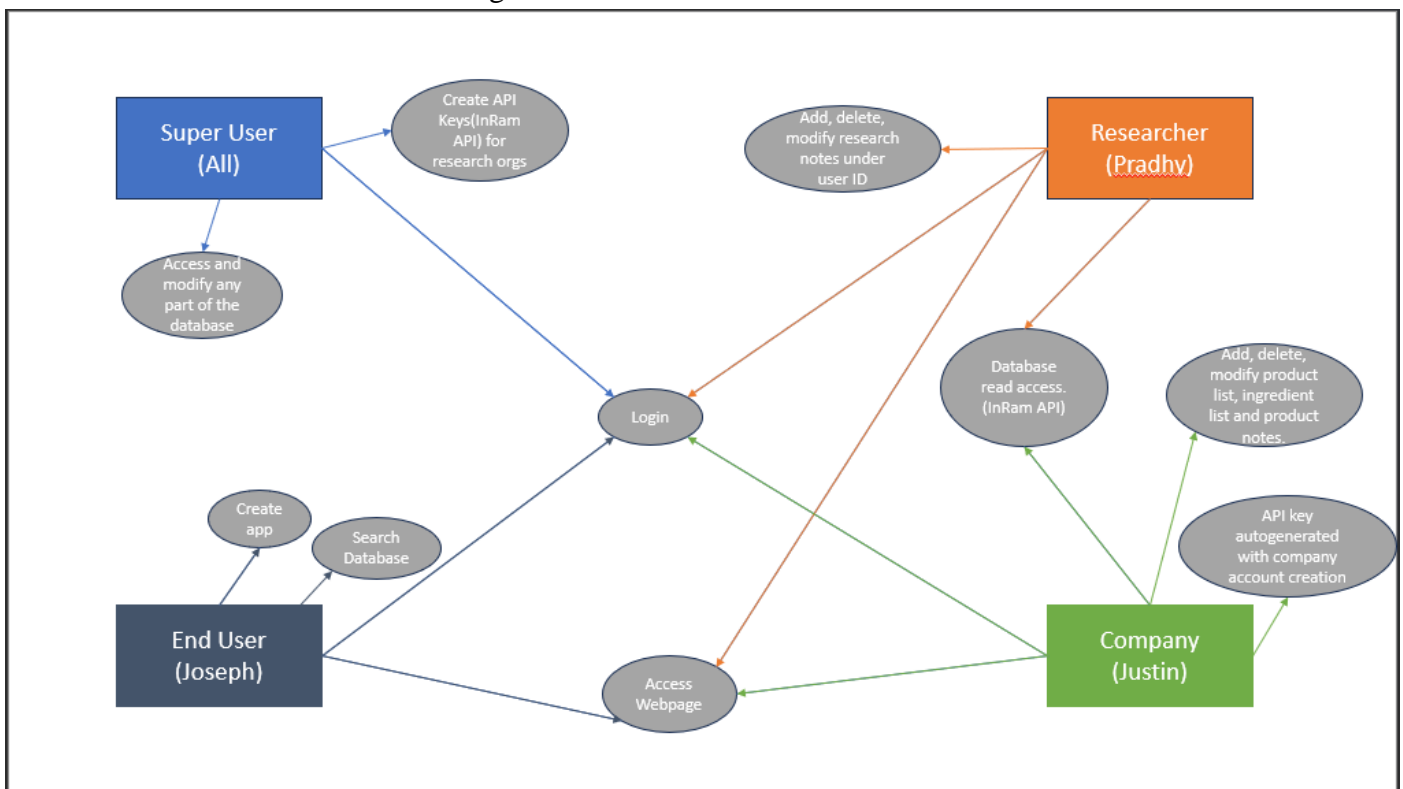 Super User
(All)
Create API
Keys(InRam
API) for
research orgs
Add, delete,
modify research
notes under
user ID
Researcher
(Pradhy)
Access and
modify any
part of the
database
Database
read access.
(InRam API)
Add, delete,
modify product
list, ingredient
list and product
notes.
Login
Create
app
Search
Database
API key
autogenerated
with company
account creation
End User
(Joseph)
Access
Webpage
Company
(Justin)